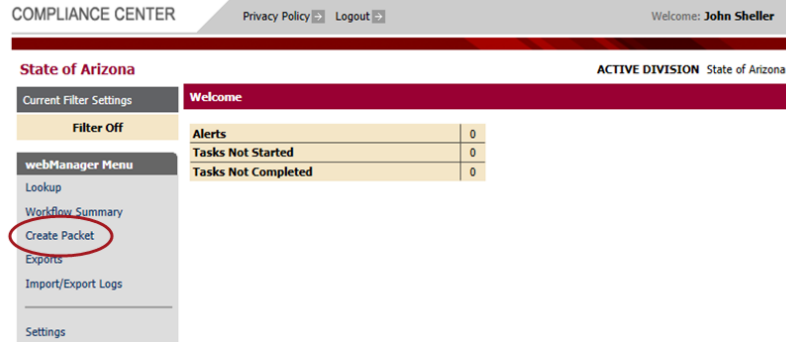 COMPLIANCE CENTER
Privacy Policy Logout
Welcome: John Sheller
State of Arizona
ACTIVE DIVISION State of Arizona
Current Filter Settings
Filter Off
Welcome
Alerts 0
Tasks Not Started 0
Tasks Not Completed 0
webManager Menu
Lookup
Workflow Summary
Create Packet
Exports
Import/Export Logs
Settings